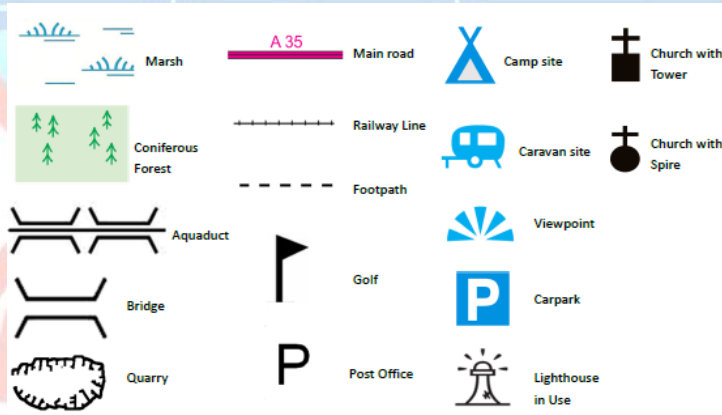 Marsh
Coniferous
Forest
Aquaduct
Bridge
Quarry
A 35
Main road
Railway Line
Footpath
Golf
P
Post Office
Camp site
Caravan site
Viewpoint
P
Carpark
Lighthouse
in Use
Church with
Tower
Church with
Spire